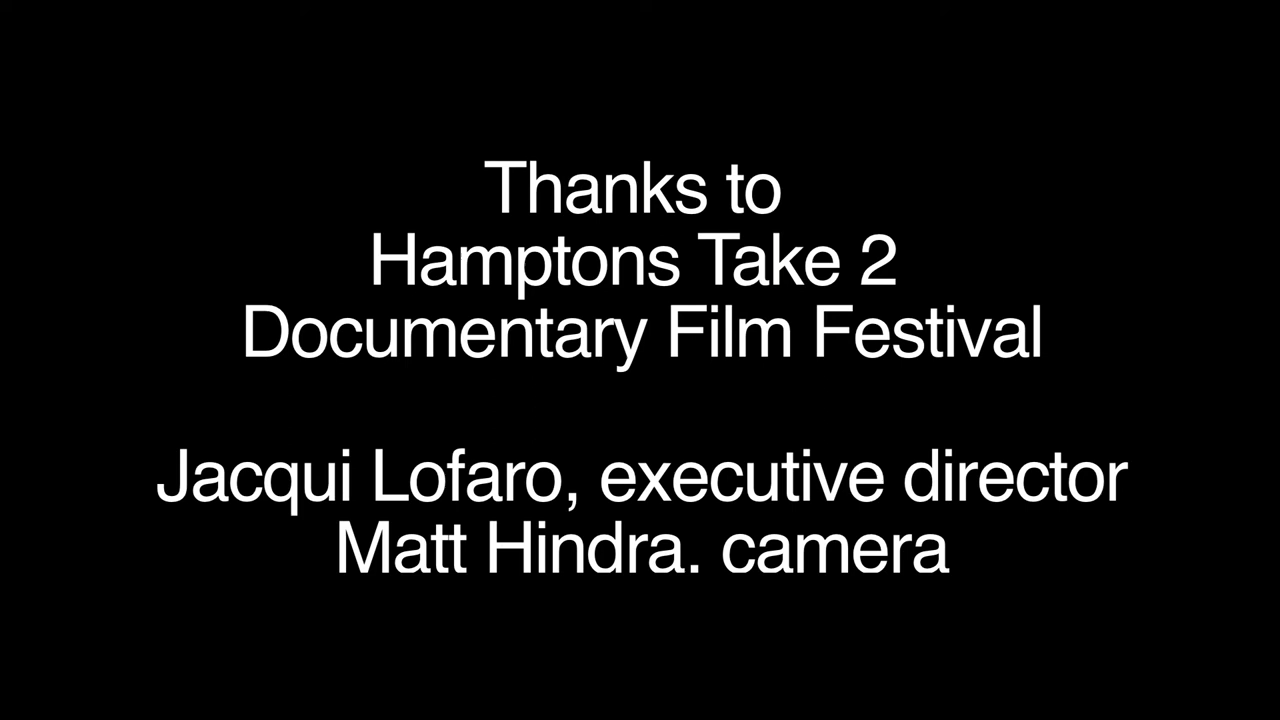 Thanks to
Hamptons Take 2
Documentary Film Festival
Jacqui Lofaro, executive director
Matt Hindra. camera